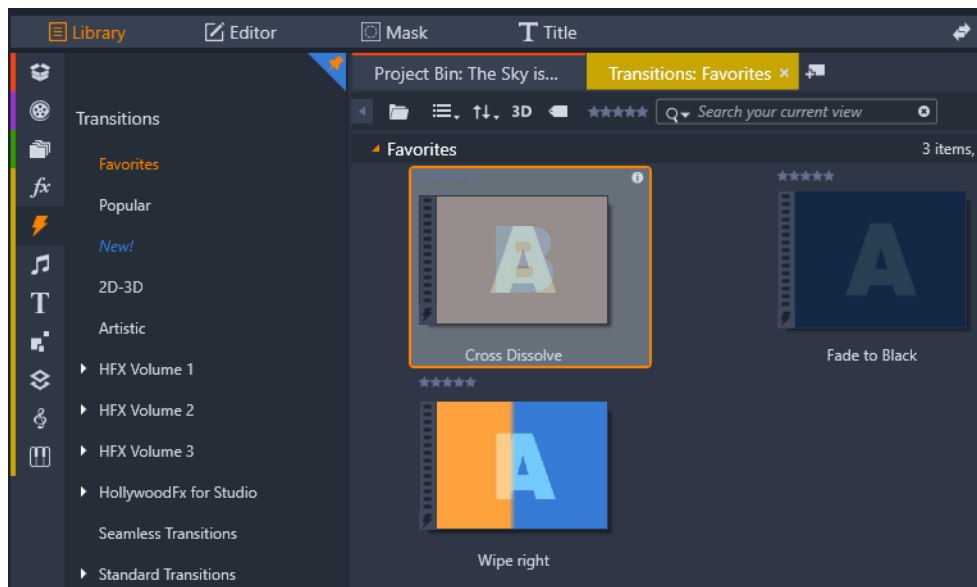 Library Editor Mask Title
Project Bin: The Sky is... Transitions: Favorites ×
Transitions
3D Search your current view
Favorites 3 items,
Favorites
Popular
New!
2D-3D
Artistic
HFX Volume 1
HFX Volume 2
HFX Volume 3
HollywoodFx for Studio
Seamless Transitions
Standard Transitions
B A
Cross Dissolve
A
Fade to Black
A
Wipe right